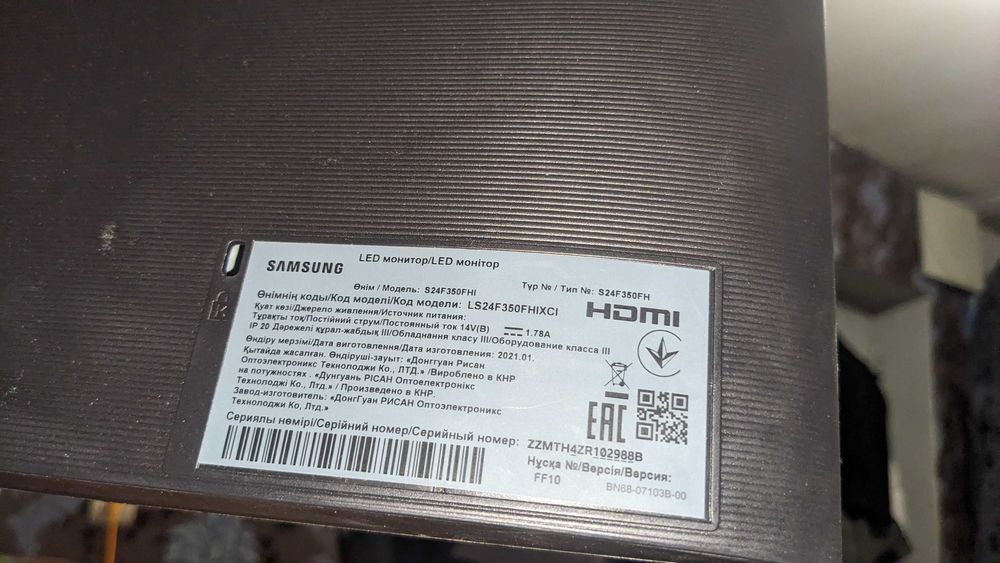 SAMSUNG
LED монитор/LED монітор
Өнім / Модель: S24F350FHI
Түр № / Тип №: S24F350FH
Өнімнің коды/Код моделі/Код модели: LS24F350FHIXCI
HDMI
Қуат көзі/Джерело живлення/Источник питания:
Тұрақты ток/Постійний струм/Постоянный ток 14V(В) 1.78A
IP 20 Дәрежелі құрал-жабдық III/Обладнання класу III/Оборудование класса III
Өндіру мерзімі/Дата виготовлення/Дата изготовления: 2021.01.
Қытайда жасалған. Өндіруші-зауыт: «Донггуан Рисан
Оптоэлектроникс Текнолоджи Ко., ЛТД.» /Вироблено в КНР
на потужностях . «Дунгуань РІСАН Оптоелектронікс
Технолоджі Ко., Лтд.» / Произведено в КНР.
Завод-изготовитель: «ДонгГуан РИСАН Оптоэлектроникс
Технолоджи Ко, Лтд.»
EAC
Сериялы нөмірі/Серійний номер/Серийный номер: ZZMTH4ZR102988B
Нұсқа №/Версія/Версия:
FF10
BN68-07103B-00